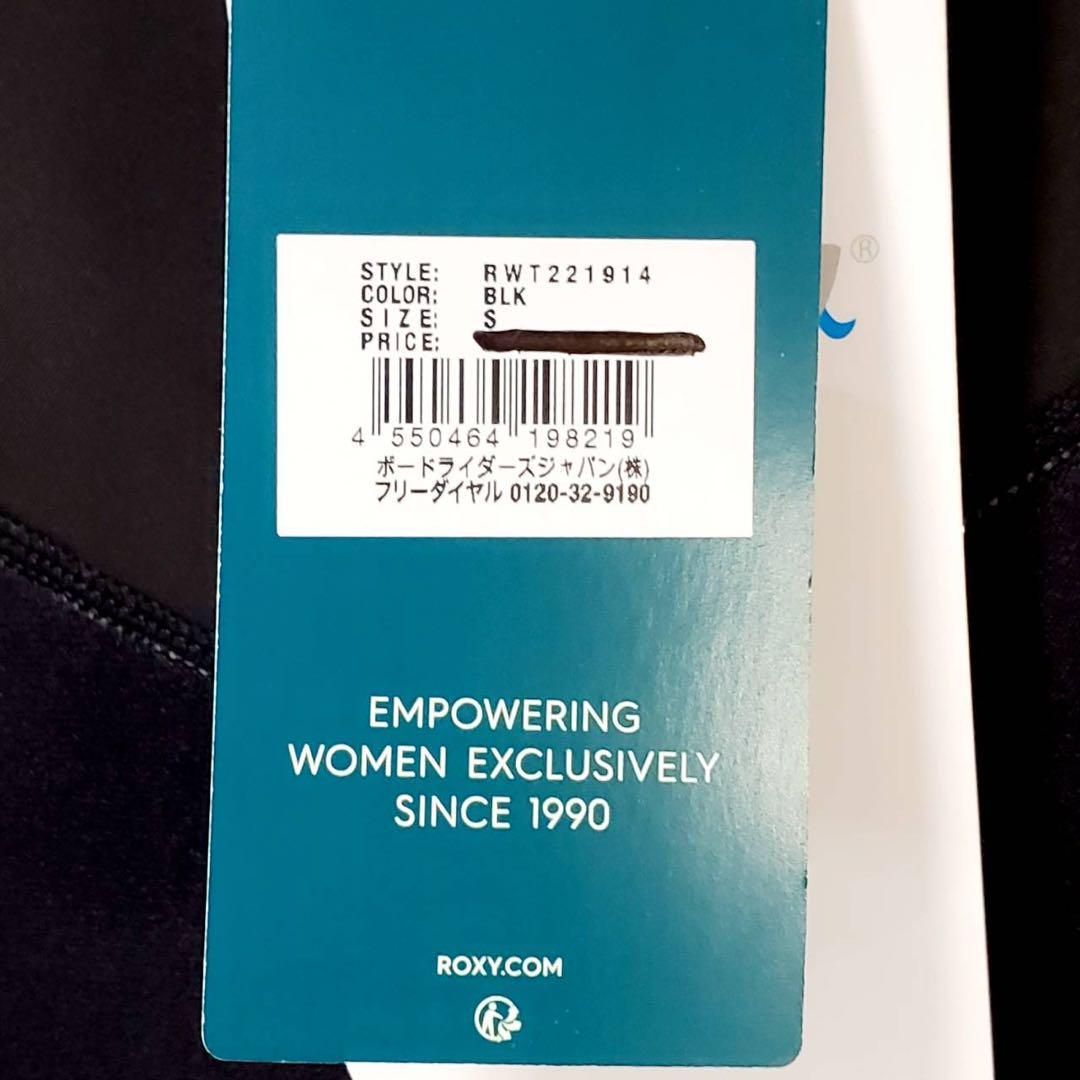 STYLE: RWT221914
COLOR: BLK
SIZE: S
PRICE:
4 550464 198219
ボードライダーズジャパン(株)
フリーダイヤル 0120-32-9190
®
EMPOWERING
WOMEN EXCLUSIVELY
SINCE 1990
ROXY.COM